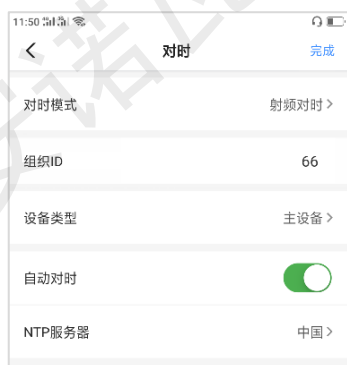 11:50
对时
完成
对时模式 射频对时
组织ID 66
设备类型 主设备
自动对时
NTP服务器 中国